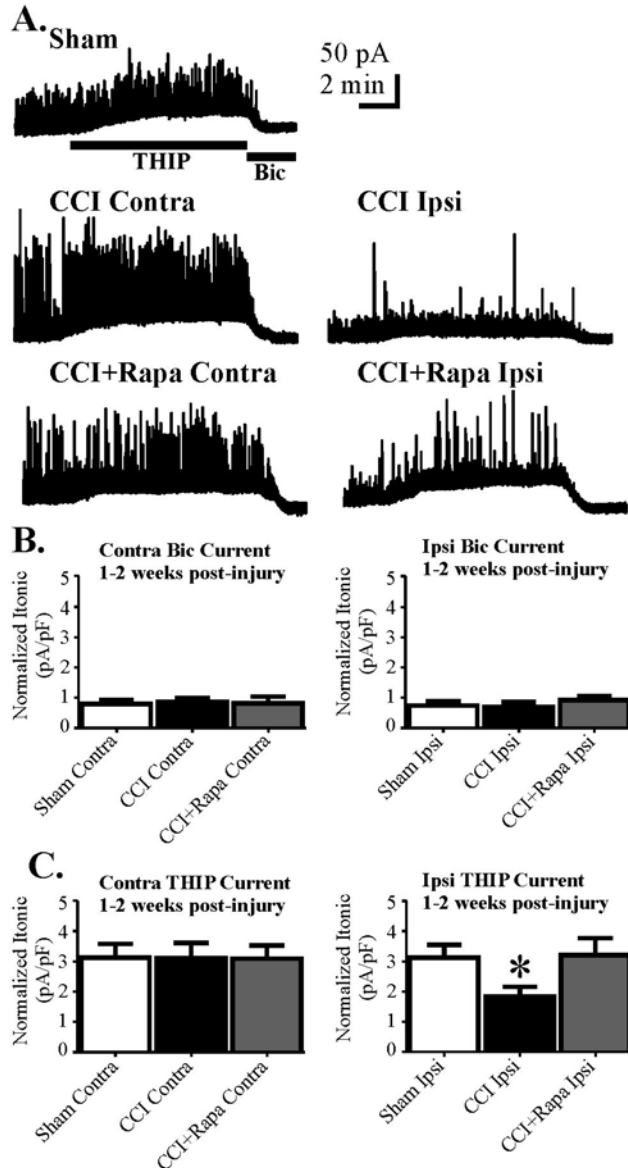 A.
Sham
50 pA
2 min
THIP
Bic
CCI Contra
CCI Ipsi
CCI+Rapa Contra
CCI+Rapa Ipsi
B.
Contra Bic Current
1-2 weeks post-injury
Normalized Itonic
(pA/pF)
5
4
3
2
1
0
Sham Contra
CCI Contra
CCI+Rapa Contra
Ipsi Bic Current
1-2 weeks post-injury
Normalized Itonic
(pA/pF)
5
4
3
2
1
0
Sham Ipsi
CCI Ipsi
CCI+Rapa Ipsi
C.
Contra THIP Current
1-2 weeks post-injury
Normalized Itonic
(pA/pF)
5
4
3
2
1
0
Sham Contra
CCI Contra
CCI+Rapa Contra
Ipsi THIP Current
1-2 weeks post-injury
Normalized Itonic
(pA/pF)
5
4
3
2
1
0
*
Sham Ipsi
CCI Ipsi
CCI+Rapa Ipsi